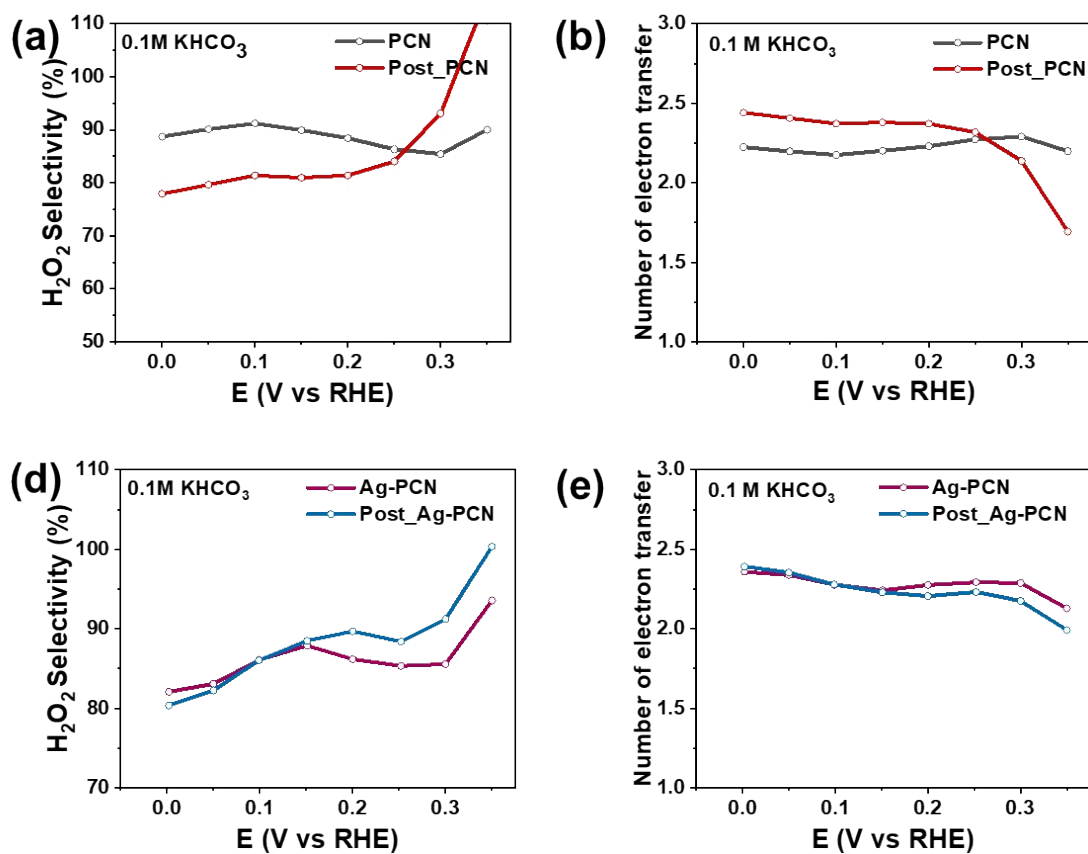 (a)
0.1M KHCO₃
PCN
Post_PCN
H₂O₂ Selectivity (%)
110
100
90
80
70
60
50
0.0 0.1 0.2 0.3
E (V vs RHE)
(b)
0.1 M KHCO₃
PCN
Post_PCN
Number of electron transfer
3.0
2.5
2.0
1.5
1.0
0.0 0.1 0.2 0.3
E (V vs RHE)
(d)
0.1M KHCO₃
Ag-PCN
Post_Ag-PCN
H₂O₂ Selectivity (%)
110
100
90
80
70
0.0 0.1 0.2 0.3
E (V vs RHE)
(e)
0.1 M KHCO₃
Ag-PCN
Post_Ag-PCN
Number of electron transfer
3.0
2.5
2.0
1.5
1.0
0.0 0.1 0.2 0.3
E (V vs RHE)